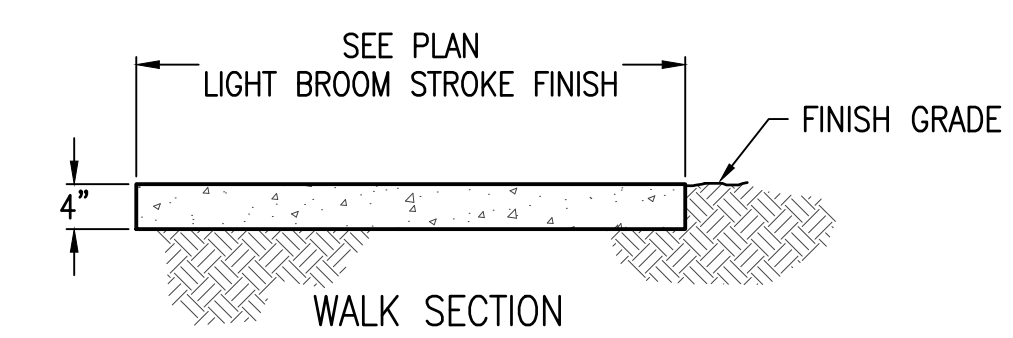 SEE PLAN
LIGHT BROOM STROKE FINISH
FINISH GRADE
4"
WALK SECTION